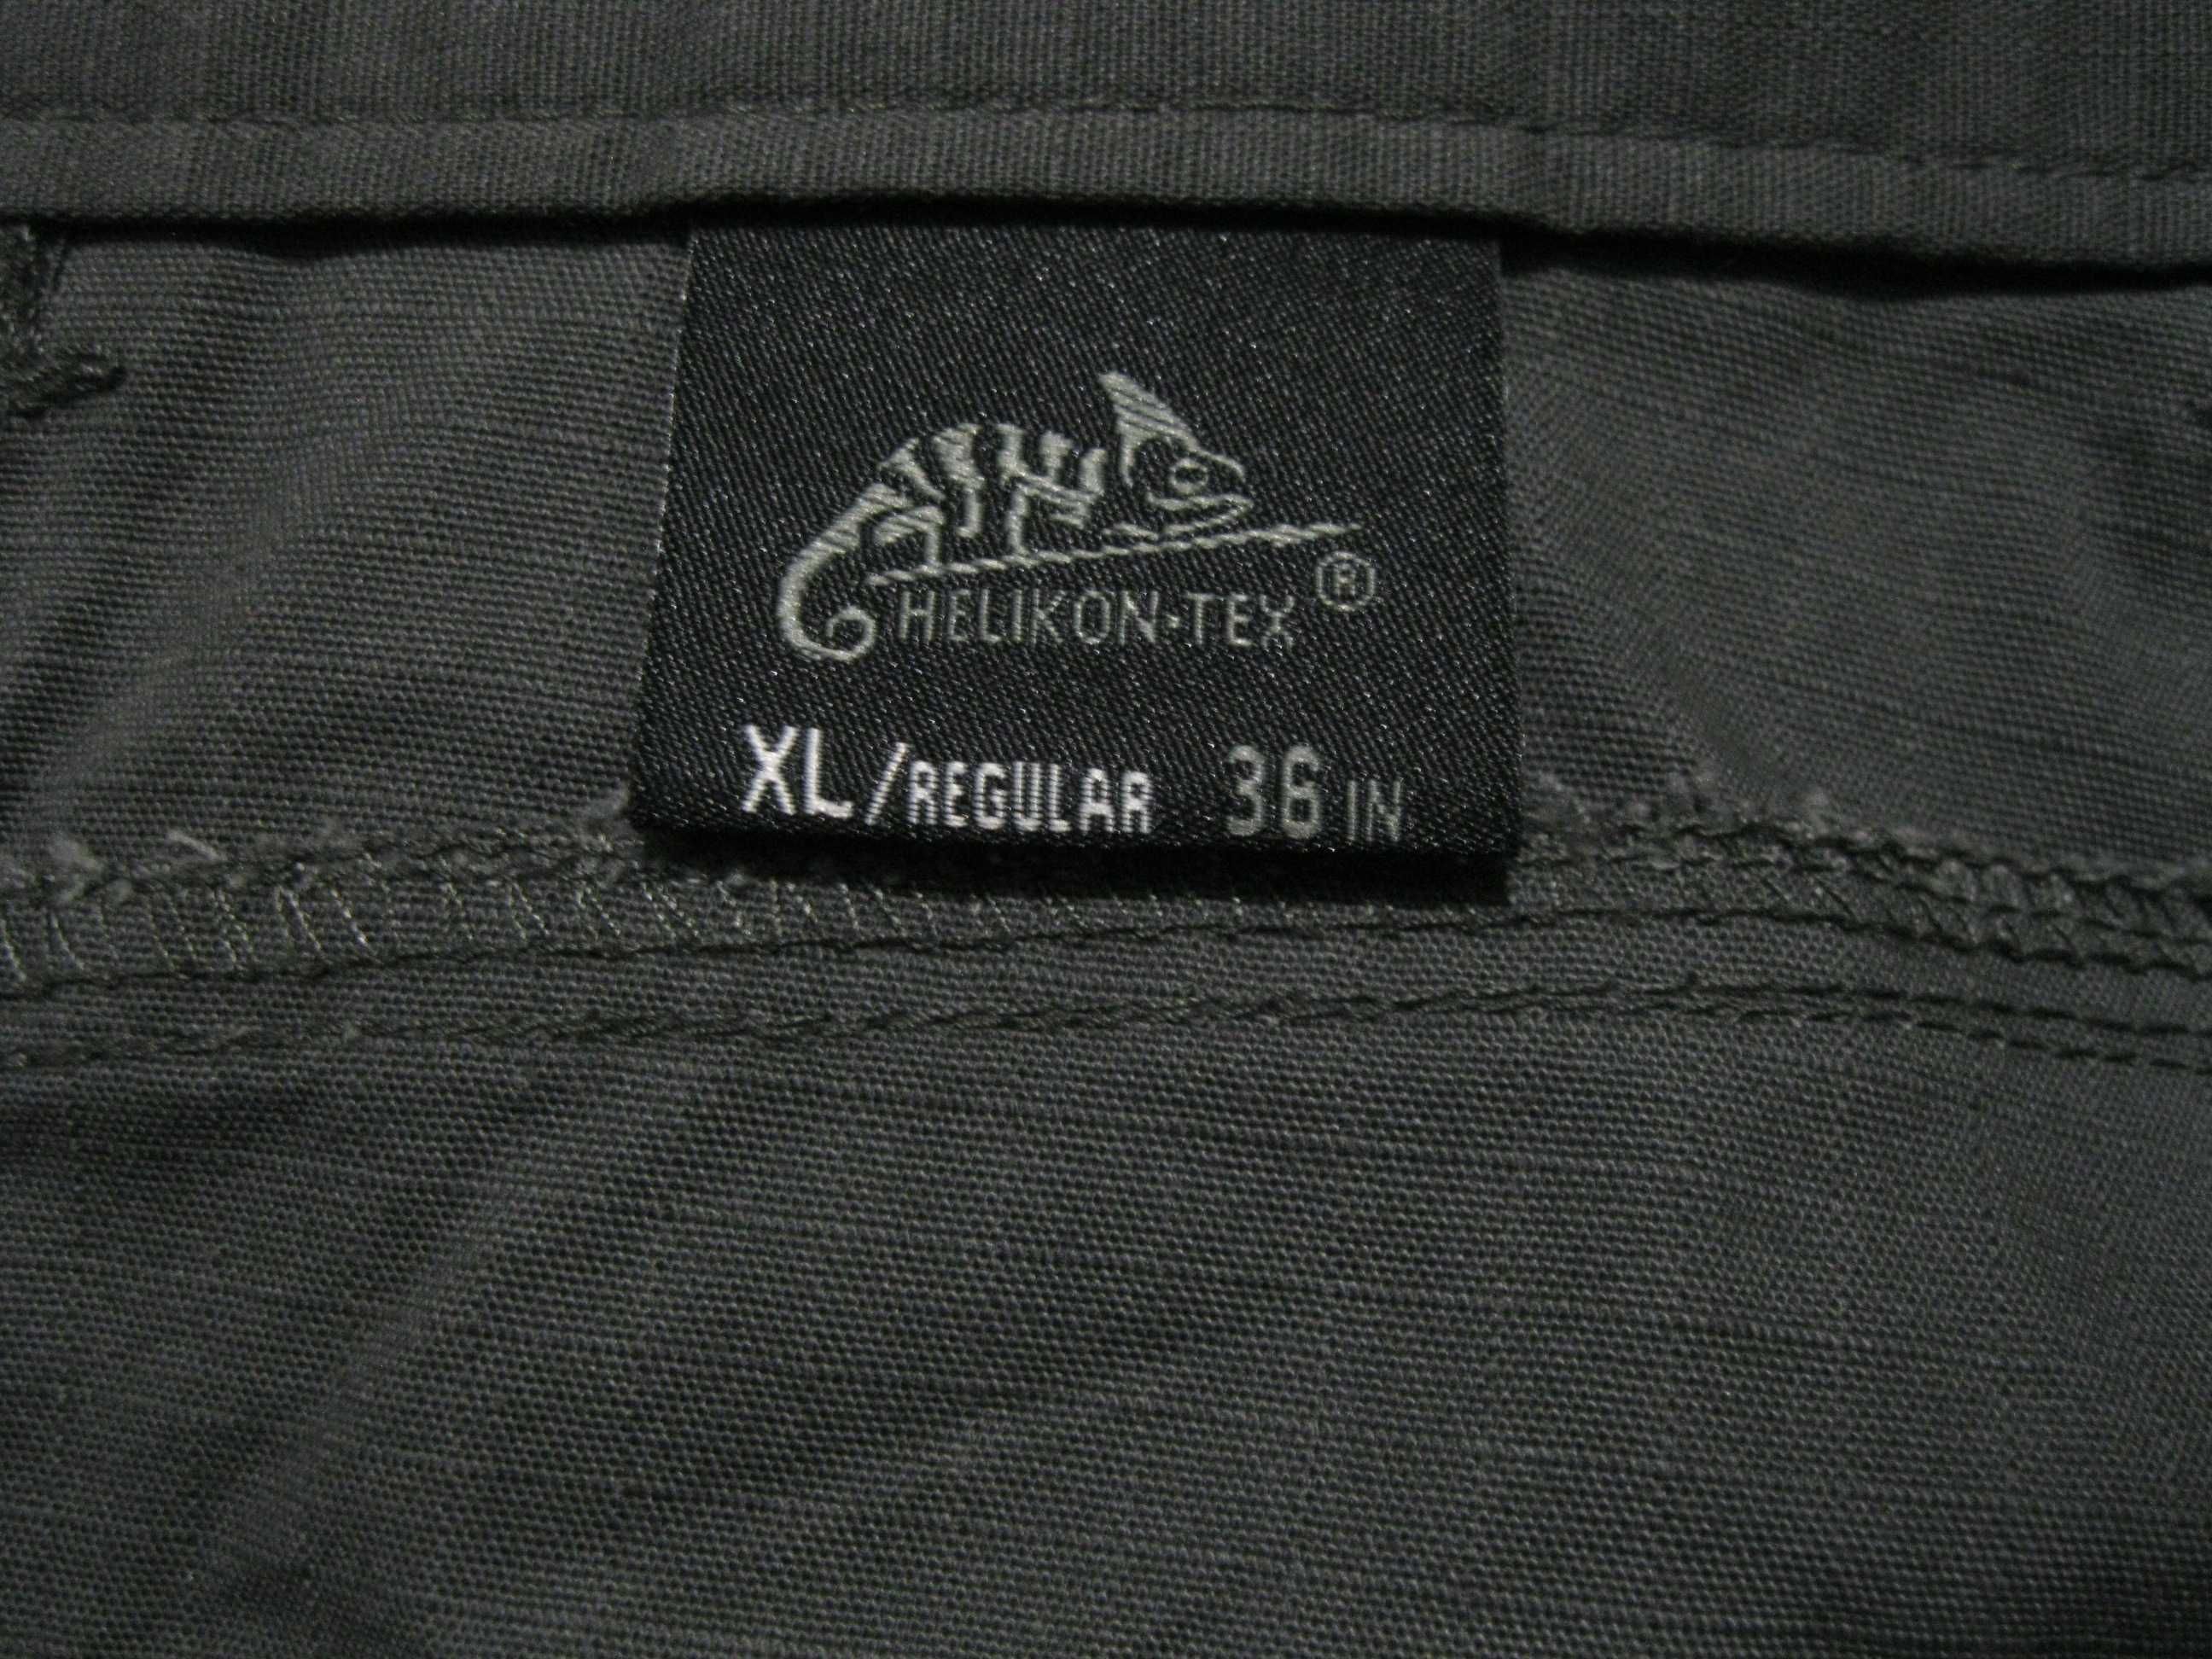 HELIKON-TEX ®
XL/REGULAR 36 IN